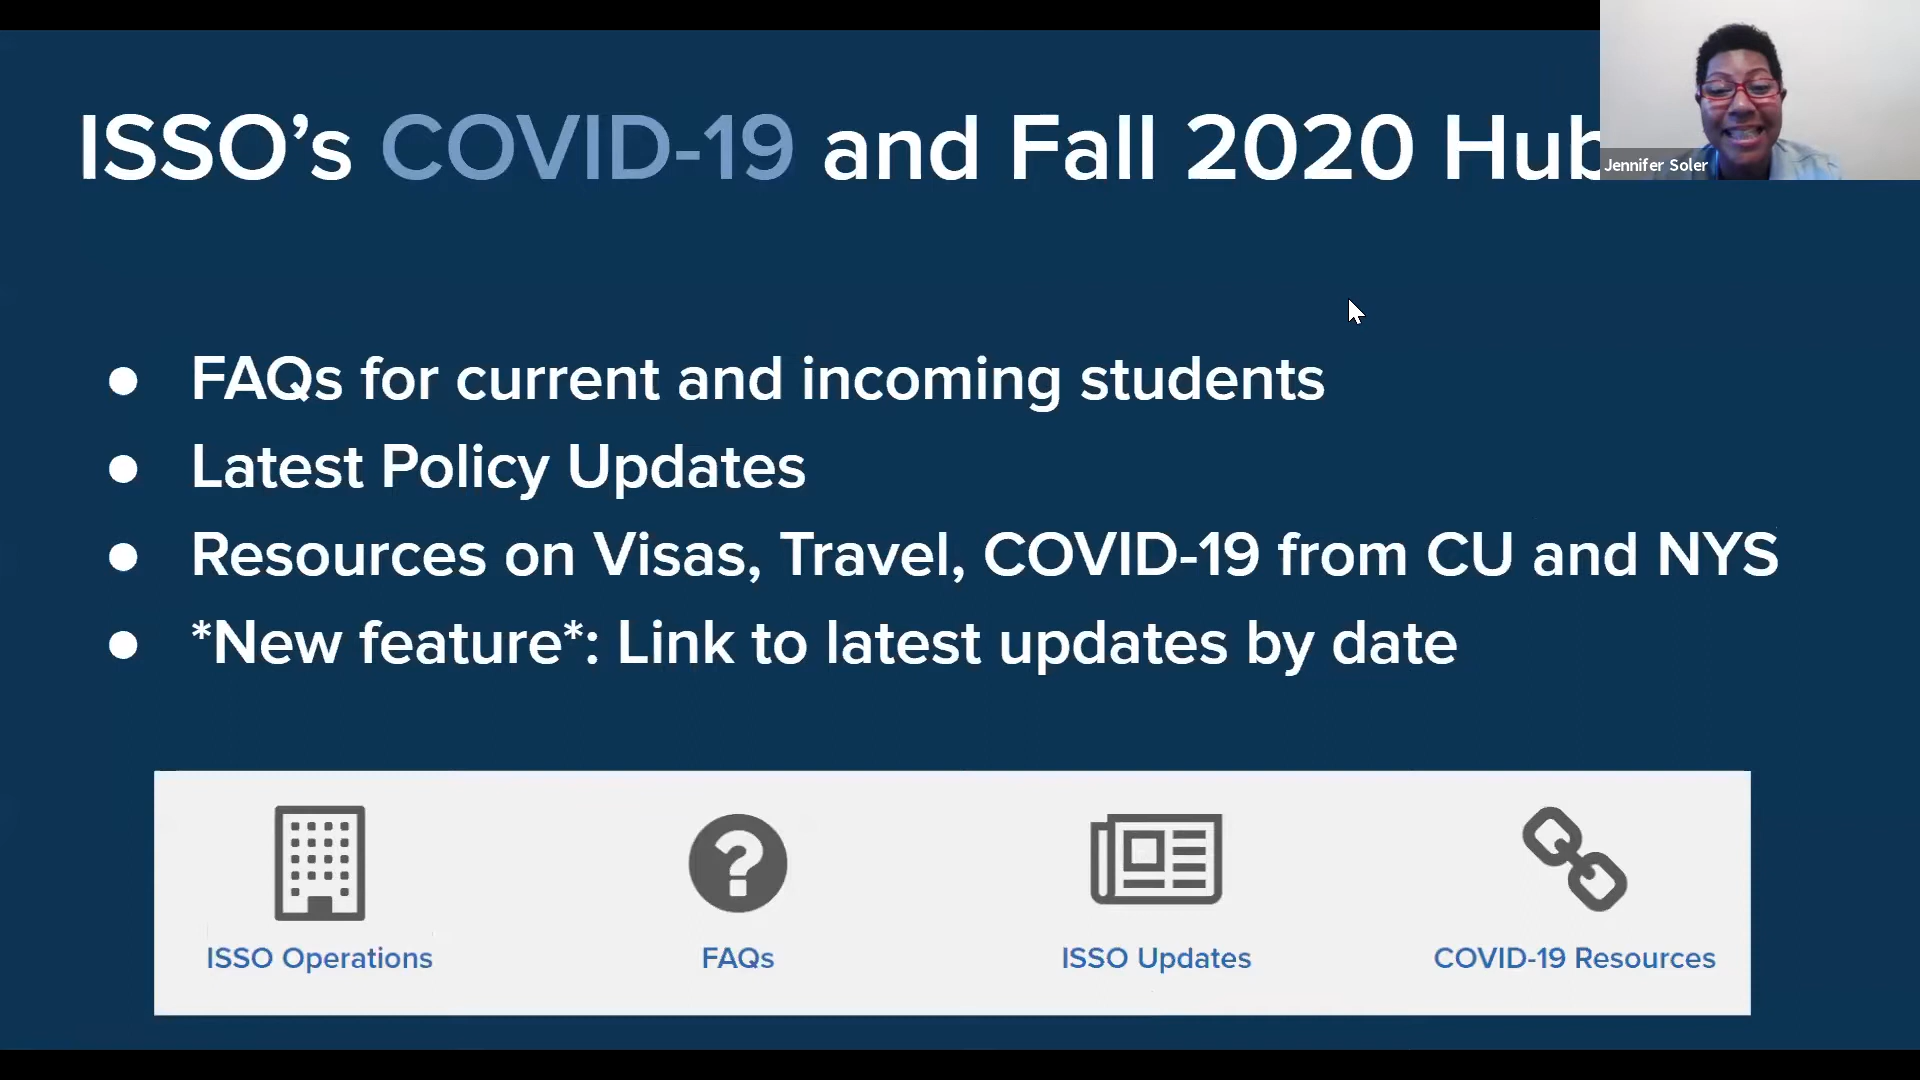 ISSO’s COVID-19 and Fall 2020 Hub
Jennifer Soler
● FAQs for current and incoming students
● Latest Policy Updates
● Resources on Visas, Travel, COVID-19 from CU and NYS
● *New feature*: Link to latest updates by date
ISSO Operations
FAQs
ISSO Updates
COVID-19 Resources